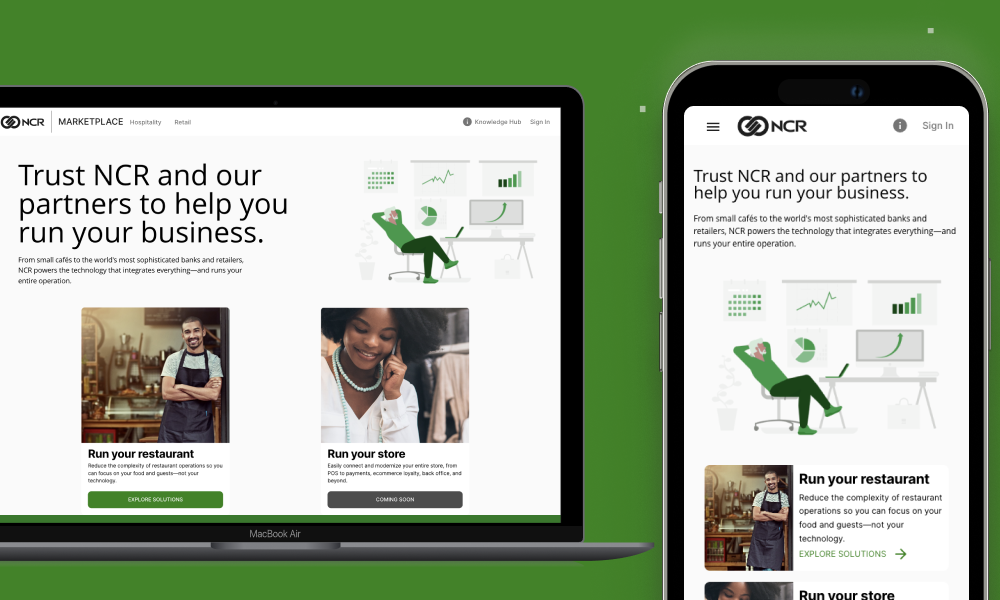 NCR
MARKETPLACE Hospitality Retail
Knowledge Hub Sign In
Trust NCR and our
partners to help you
run your business.
From small cafés to the world's most sophisticated banks and retailers,
NCR powers the technology that integrates everything—and runs your
entire operation.
Run your restaurant
Reduce the complexity of restaurant operations so you
can focus on your food and guests—not your
technology.
EXPLORE SOLUTIONS
Run your store
Easily connect and modernize your entire store, from
POS to payments, ecommerce loyalty, back office, and
beyond.
COMING SOON
MacBook Air
NCR
Sign In
Trust NCR and our partners to
help you run your business.
From small cafés to the world's most sophisticated banks and
retailers, NCR powers the technology that integrates everything—and
runs your entire operation.
Run your restaurant
Reduce the complexity of restaurant
operations so you can focus on your
food and guests—not your
technology.
EXPLORE SOLUTIONS
Run your store